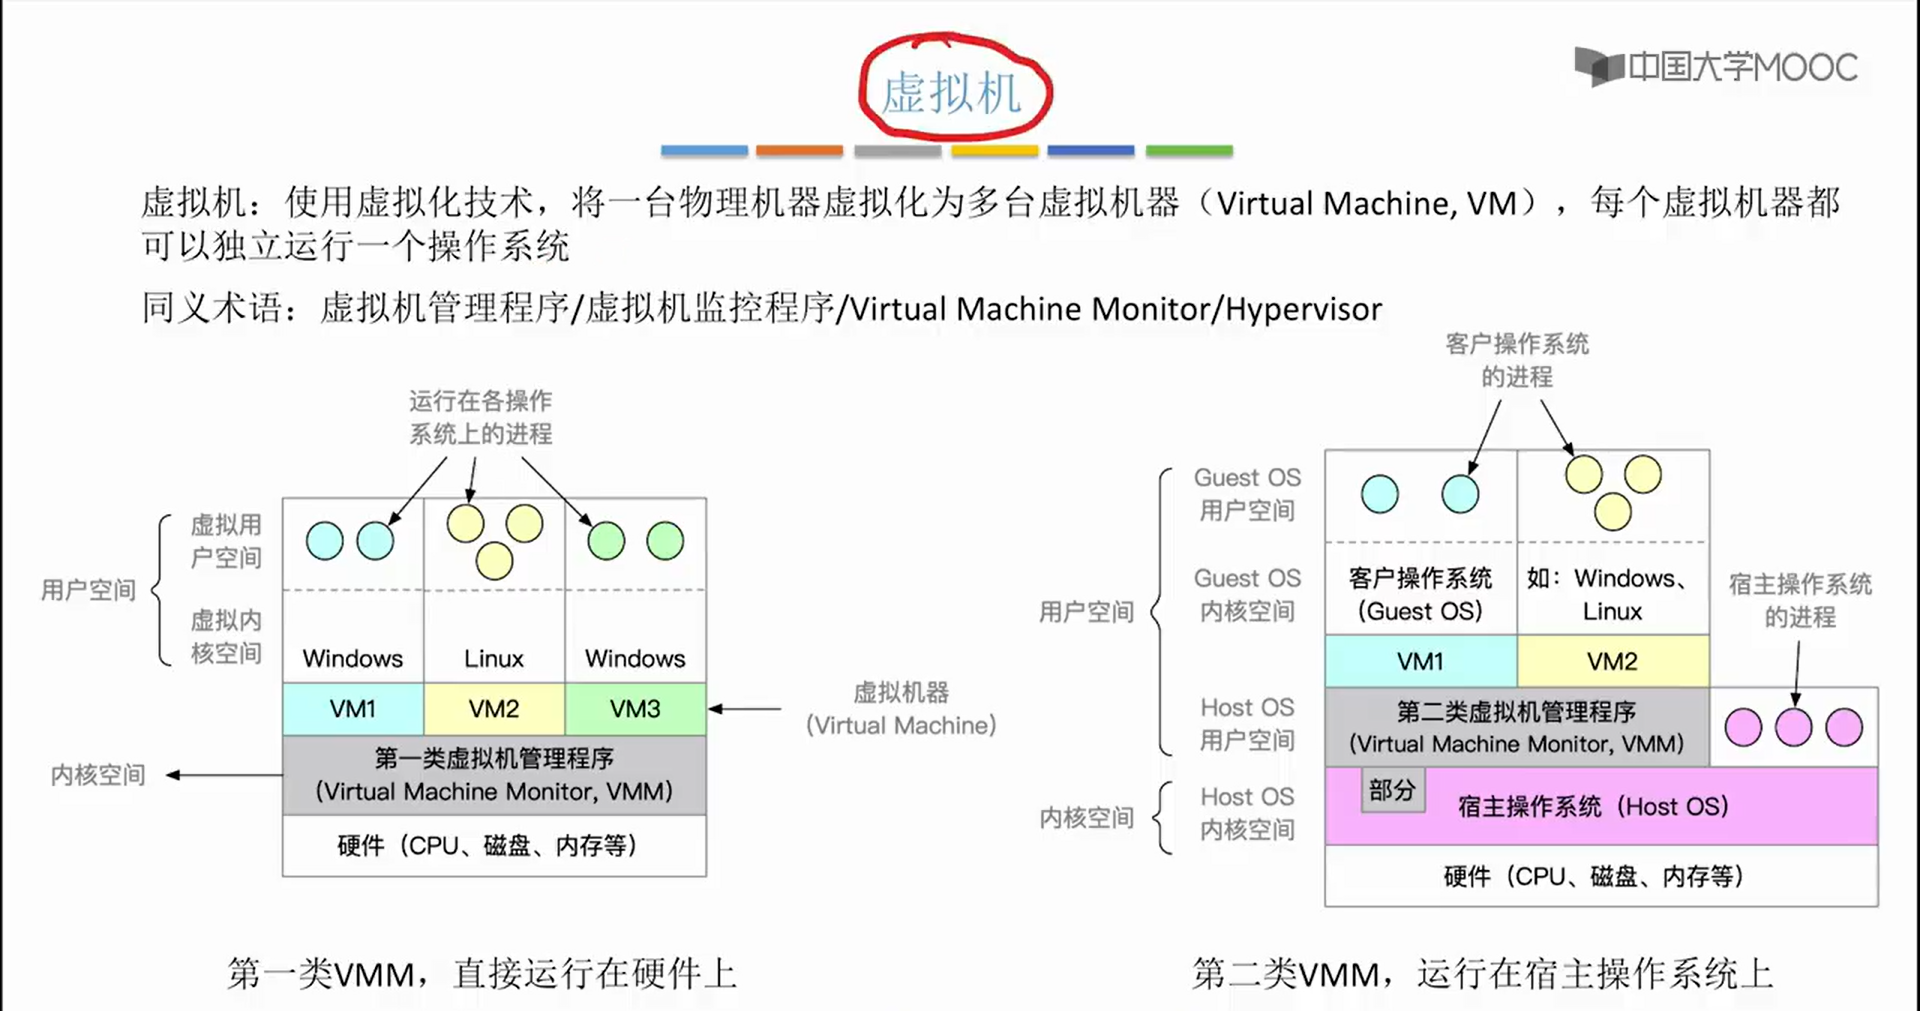 虚拟机
中国大学MOOC
虚拟机：使用虚拟化技术，将一台物理机器虚拟化为多台虚拟机器（Virtual Machine, VM），每个虚拟机器都
可以独立运行一个操作系统
同义术语：虚拟机管理程序/虚拟机监控程序/Virtual Machine Monitor/Hypervisor
运行在各操作
系统上的进程
用户空间
虚拟用
户空间
虚拟内
核空间
Windows
Linux
Windows
VM1
VM2
VM3
虚拟机器
（Virtual Machine）
内核空间
第一类虚拟机管理程序
（Virtual Machine Monitor, VMM）
硬件（CPU、磁盘、内存等）
第一类VMM，直接运行在硬件上
客户操作系统
的进程
用户空间
Guest OS
用户空间
Guest OS
内核空间
客户操作系统
（Guest OS）
如：Windows、
Linux
宿主操作系统
的进程
VM1
VM2
Host OS
用户空间
第二类虚拟机管理程序
（Virtual Machine Monitor, VMM）
内核空间
Host OS
内核空间
部分
宿主操作系统（Host OS）
硬件（CPU、磁盘、内存等）
第二类VMM，运行在宿主操作系统上